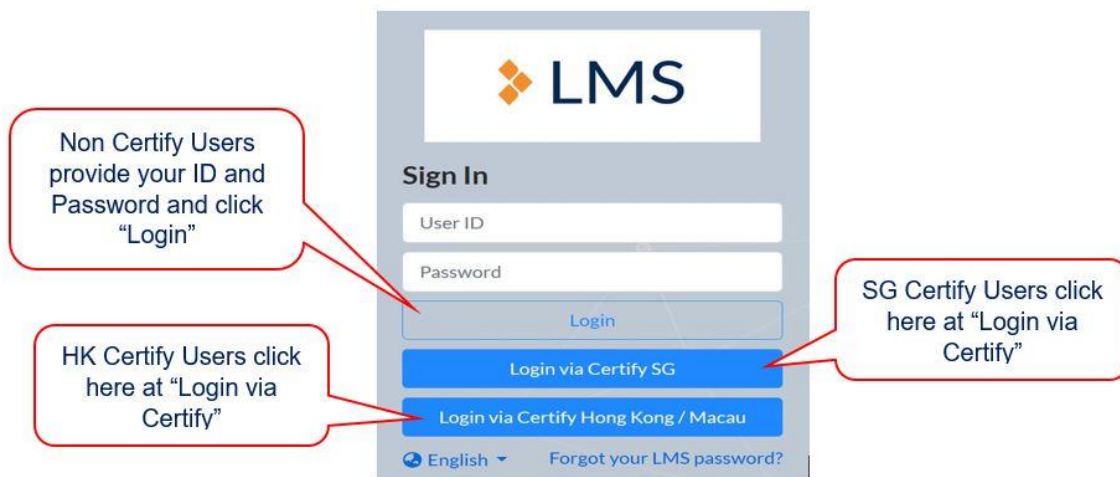 LMS
Non Certify Users
provide your ID and
Password and click
“Login”
Sign In
User ID
Password
Login
SG Certify Users click
here at “Login via
Certify”
Login via Certify SG
HK Certify Users click
here at “Login via
Certify”
Login via Certify Hong Kong / Macau
English
Forgot your LMS password?